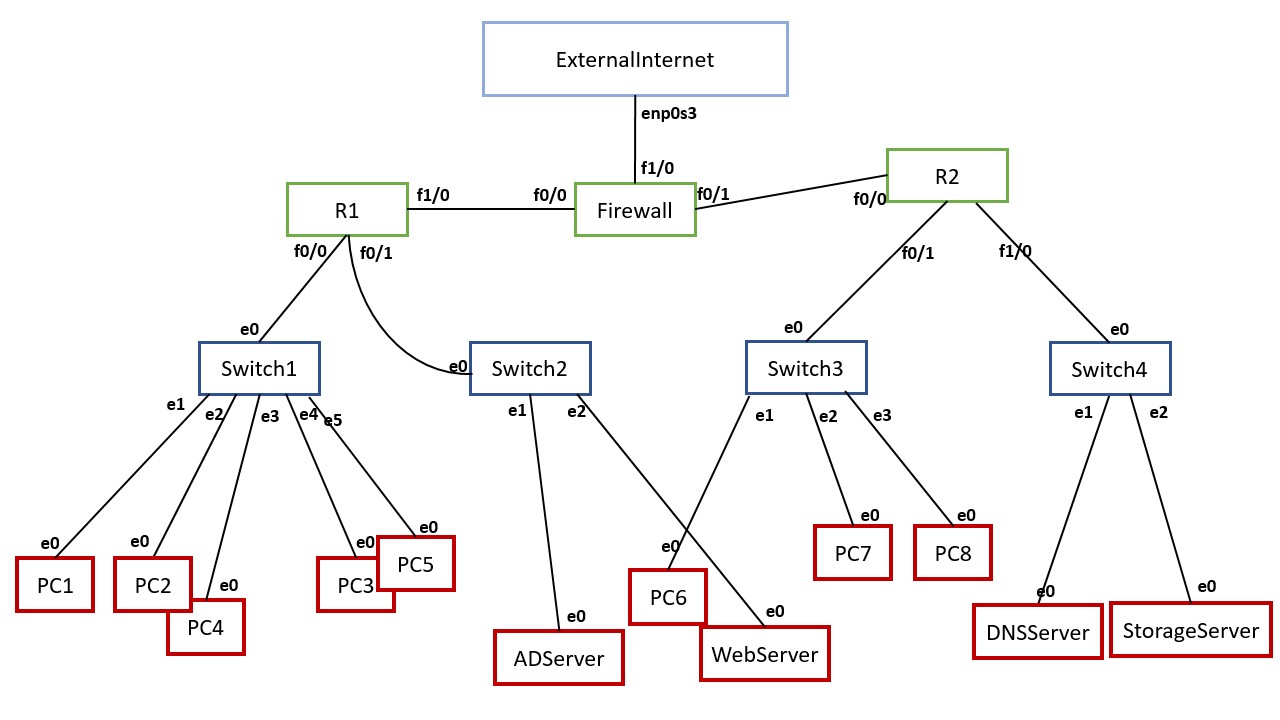 ExternalInternet
enp0s3
f1/0
R2
R1
f1/0
f0/0
Firewall
f0/1
f0/0
f0/0
f0/1
f0/1
f1/0
e0
e0
e0
e0
Switch1
Switch2
Switch3
Switch4
e1
e2
e3
e4
e5
e1
e2
e1
e2
e3
e1
e2
e0
e0
e0
e0
e0
e0
e0
e0
PC1
PC2
PC3
PC5
PC7
PC8
e0
e0
e0
PC4
PC6
e0
e0
ADServer
WebServer
DNSServer
StorageServer